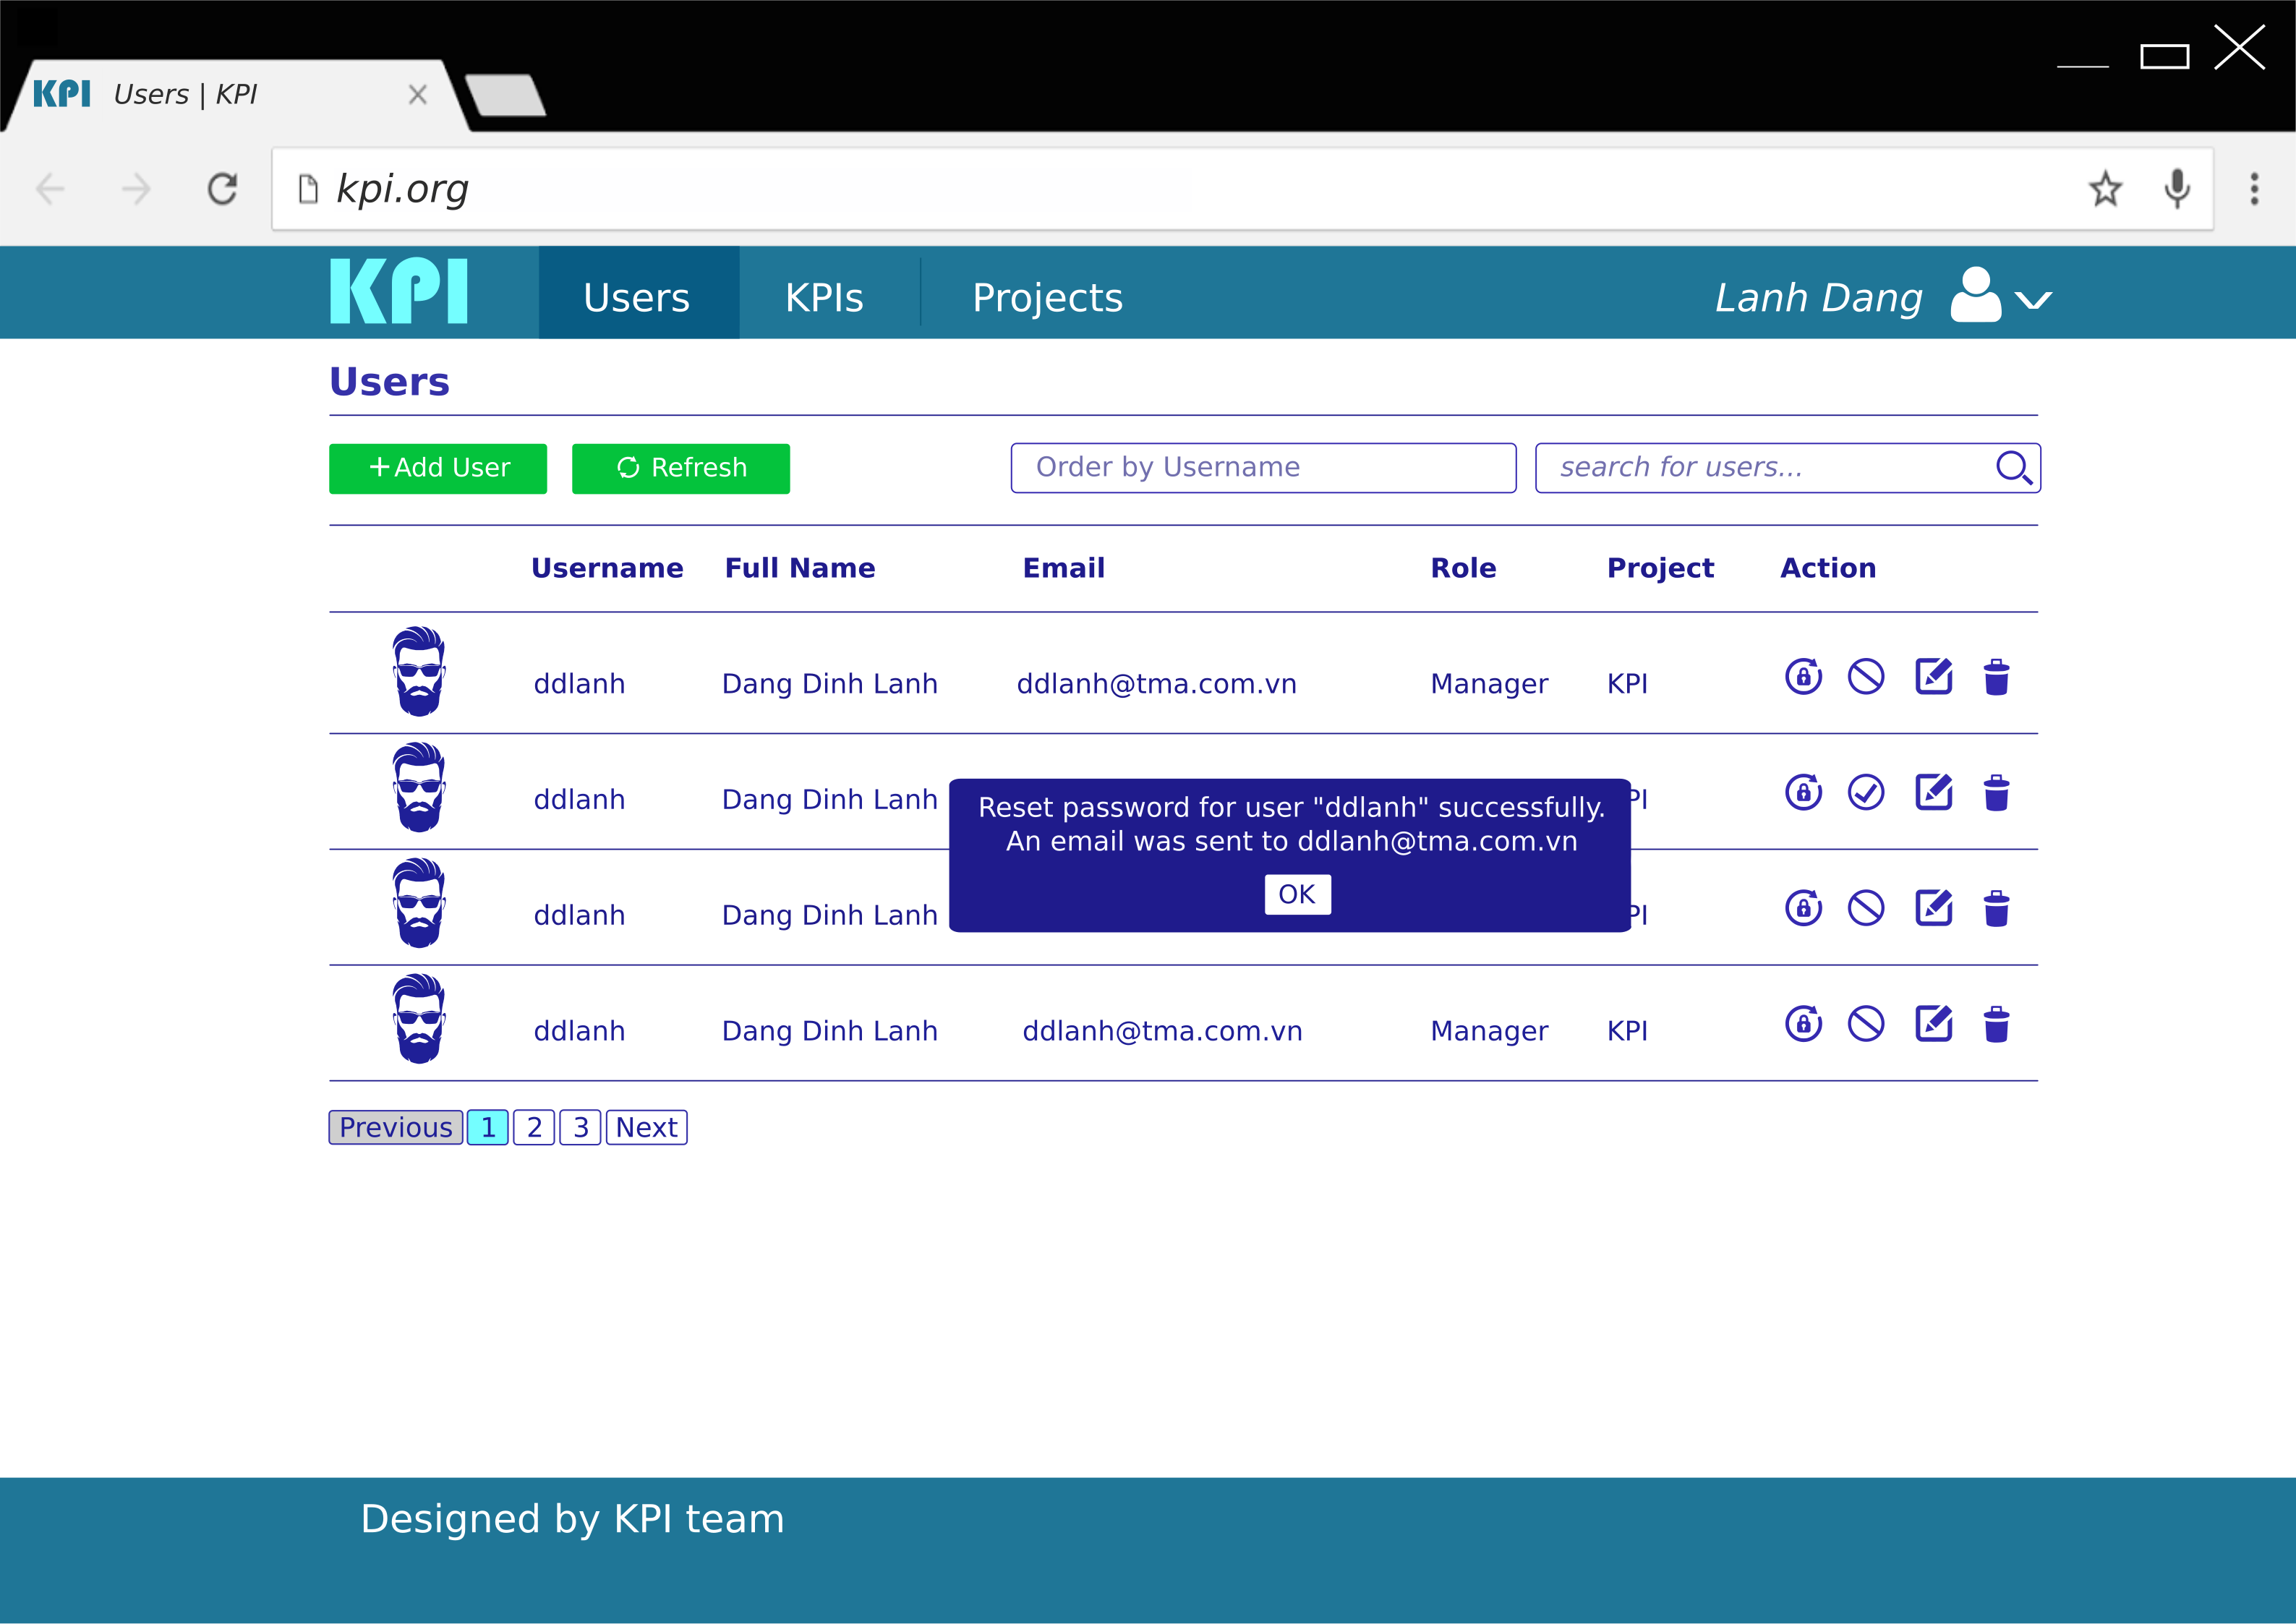 KPI Users | KPI
kpi.org
KPI Users KPIs Projects Lanh Dang
Users
+Add User Refresh Order by Username search for users...
Username Full Name Email Role Project Action
ddlanh Dang Dinh Lanh ddlanh@tma.com.vn Manager KPI
ddlanh Dang Dinh Lanh PI
Reset password for user "ddlanh" successfully.
An email was sent to ddlanh@tma.com.vn
OK
ddlanh Dang Dinh Lanh PI
ddlanh Dang Dinh Lanh ddlanh@tma.com.vn Manager KPI
Previous 1 2 3 Next
Designed by KPI team